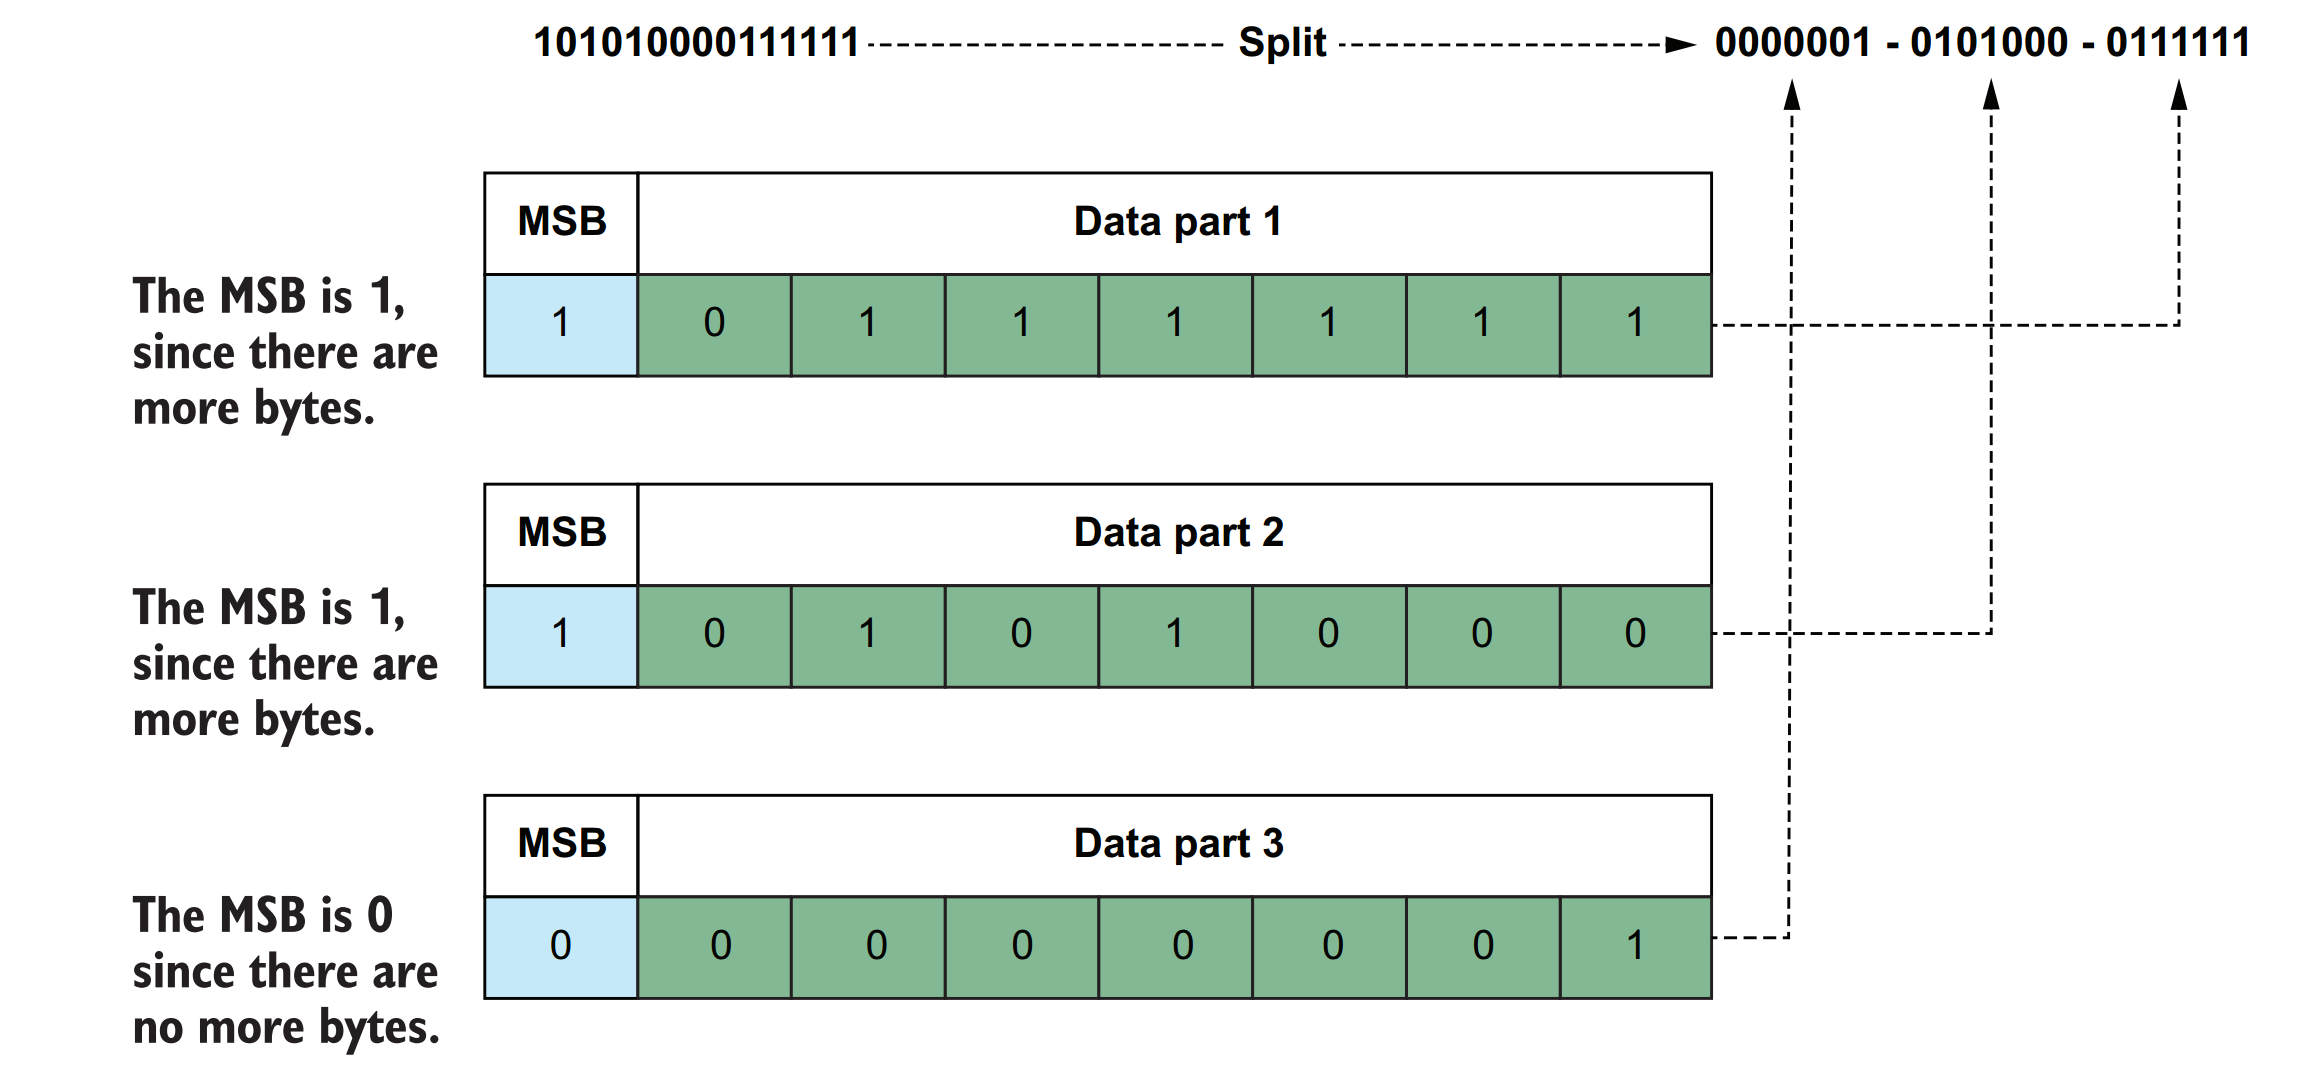 101010000111111 Split 0000001 - 0101000 - 0111111
MSB Data part 1
The MSB is 1,
since there are
more bytes.
1 0 1 1 1 1 1 1
MSB Data part 2
The MSB is 1,
since there are
more bytes.
1 0 1 0 1 0 0 0
MSB Data part 3
The MSB is 0
since there are
no more bytes.
0 0 0 0 0 0 0 1